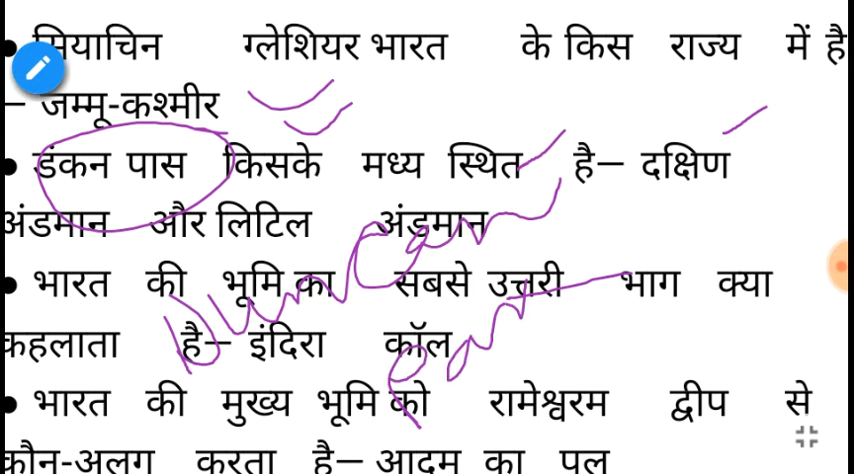 • सियाचिन ग्लेशियर भारत के किस राज्य में है
– जम्मू-कश्मीर
• डंकन पास किसके मध्य स्थित है– दक्षिण
अंडमान और लिटिल अंडमान
• भारत की भूमि का सबसे उत्तरी भाग क्या
कहलाता है– इंदिरा कॉल
• भारत की मुख्य भूमि को रामेश्वरम द्वीप से
कौन-अलग करता है– आदम का पुल
Duncan